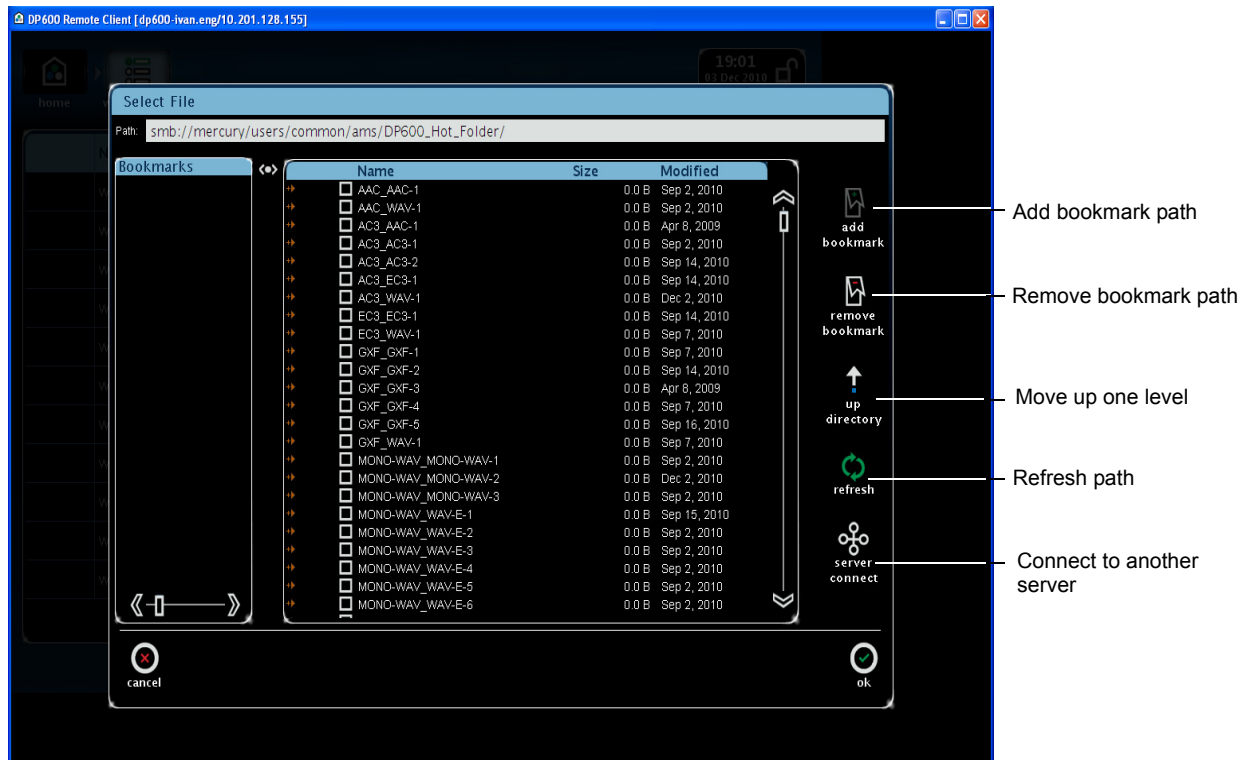 DP600 Remote Client [dp600-ivan.eng/10.201.128.155]
19:01
03 Dec 2010
home
Select File
Path: smb://mercury/users/common/ams/DP600_Hot_Folder/
Bookmarks
Name Size Modified
AAC_AAC-1 0.0 B Sep 2, 2010
AAC_WAV-1 0.0 B Sep 2, 2010
AC3_AAC-1 0.0 B Apr 8, 2009
AC3_AC3-1 0.0 B Sep 2, 2010
AC3_AC3-2 0.0 B Sep 14, 2010
AC3_EC3-1 0.0 B Sep 14, 2010
AC3_WAV-1 0.0 B Dec 2, 2010
EC3_EC3-1 0.0 B Sep 14, 2010
EC3_WAV-1 0.0 B Sep 7, 2010
GXF_GXF-1 0.0 B Sep 7, 2010
GXF_GXF-2 0.0 B Sep 14, 2010
GXF_GXF-3 0.0 B Apr 8, 2009
GXF_GXF-4 0.0 B Sep 7, 2010
GXF_GXF-5 0.0 B Sep 16, 2010
GXF_WAV-1 0.0 B Sep 7, 2010
MONO-WAV_MONO-WAV-1 0.0 B Sep 2, 2010
MONO-WAV_MONO-WAV-2 0.0 B Dec 2, 2010
MONO-WAV_MONO-WAV-3 0.0 B Sep 2, 2010
MONO-WAV_WAV-E-1 0.0 B Sep 15, 2010
MONO-WAV_WAV-E-2 0.0 B Sep 2, 2010
MONO-WAV_WAV-E-3 0.0 B Sep 2, 2010
MONO-WAV_WAV-E-4 0.0 B Sep 2, 2010
MONO-WAV_WAV-E-5 0.0 B Sep 2, 2010
MONO-WAV_WAV-E-6 0.0 B Sep 2, 2010
add
bookmark
remove
bookmark
up
directory
refresh
server
connect
cancel
ok
Add bookmark path
Remove bookmark path
Move up one level
Refresh path
Connect to another
server